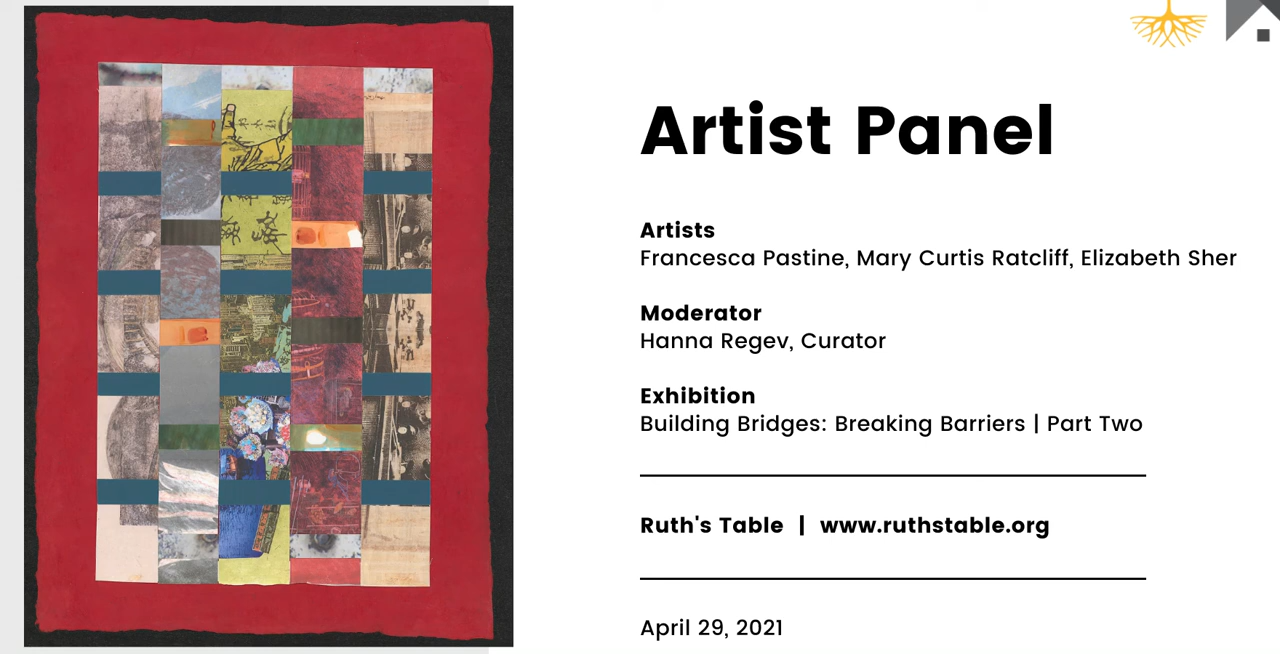 Artist Panel
Artists
Francesca Pastine, Mary Curtis Ratcliff, Elizabeth Sher
Moderator
Hanna Regev, Curator
Exhibition
Building Bridges: Breaking Barriers | Part Two
Ruth's Table | www.ruthstable.org
April 29, 2021